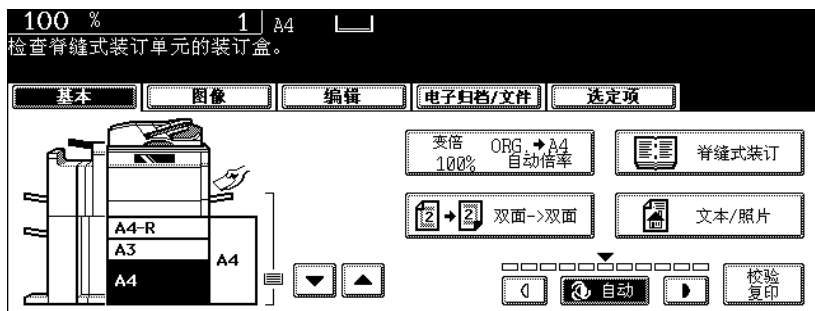 100 % 1 A4
检查脊缝式装订单元的装订盒。
基本 图像 编辑 电子归档/文件 选定项
变倍 ORG.➔A4
100% 自动倍率
脊缝式装订
2➔2 双面->双面
文本/照片
A4-R
A3
A4
A4
自动
校验
复印